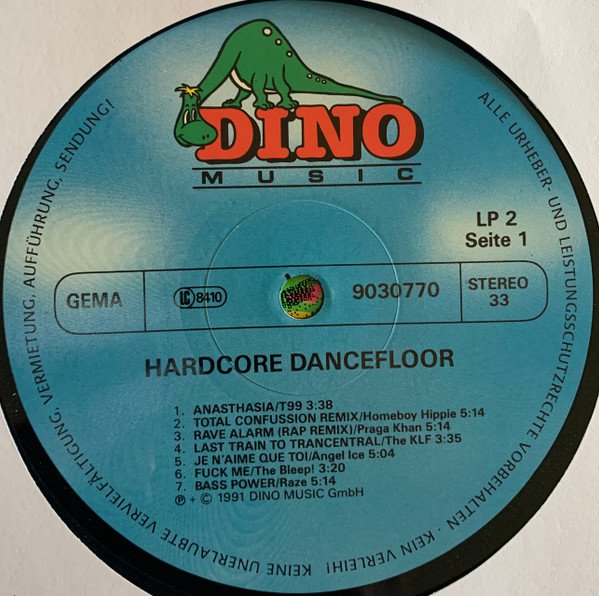 DINO
MUSIC
LP 2
Seite 1
GEMA
LC 8410
9030770
STEREO
33
HARDCORE DANCEFLOOR
1. ANASTHASIA/T99 3:38
2. TOTAL CONFUSSION REMIX/Homeboy Hippie 5:14
3. RAVE ALARM (RAP REMIX)/Praga Khan 5:14
4. LAST TRAIN TO TRANCENTRAL/The KLF 3:35
5. JE N'AIME QUE TOI/Angel Ice 5:04
6. FUCK ME/The Bleep! 3:20
7. BASS POWER/Raze 5:14
℗ + © 1991 DINO MUSIC GmbH
ALLE URHEBER- UND LEISTUNGSSCHUTZRECHTE VORBEHALTEN · KEIN VERLEIH! KEINE UNERLAUBTE VERVIELFÄLTIGUNG, VERMIETUNG, AUFFÜHRUNG, SENDUNG!